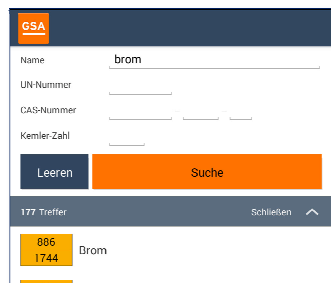 GSA
Name brom
UN-Nummer
CAS-Nummer
Kemler-Zahl
Leeren Suche
177 Treffer Schließen
886
1744 Brom